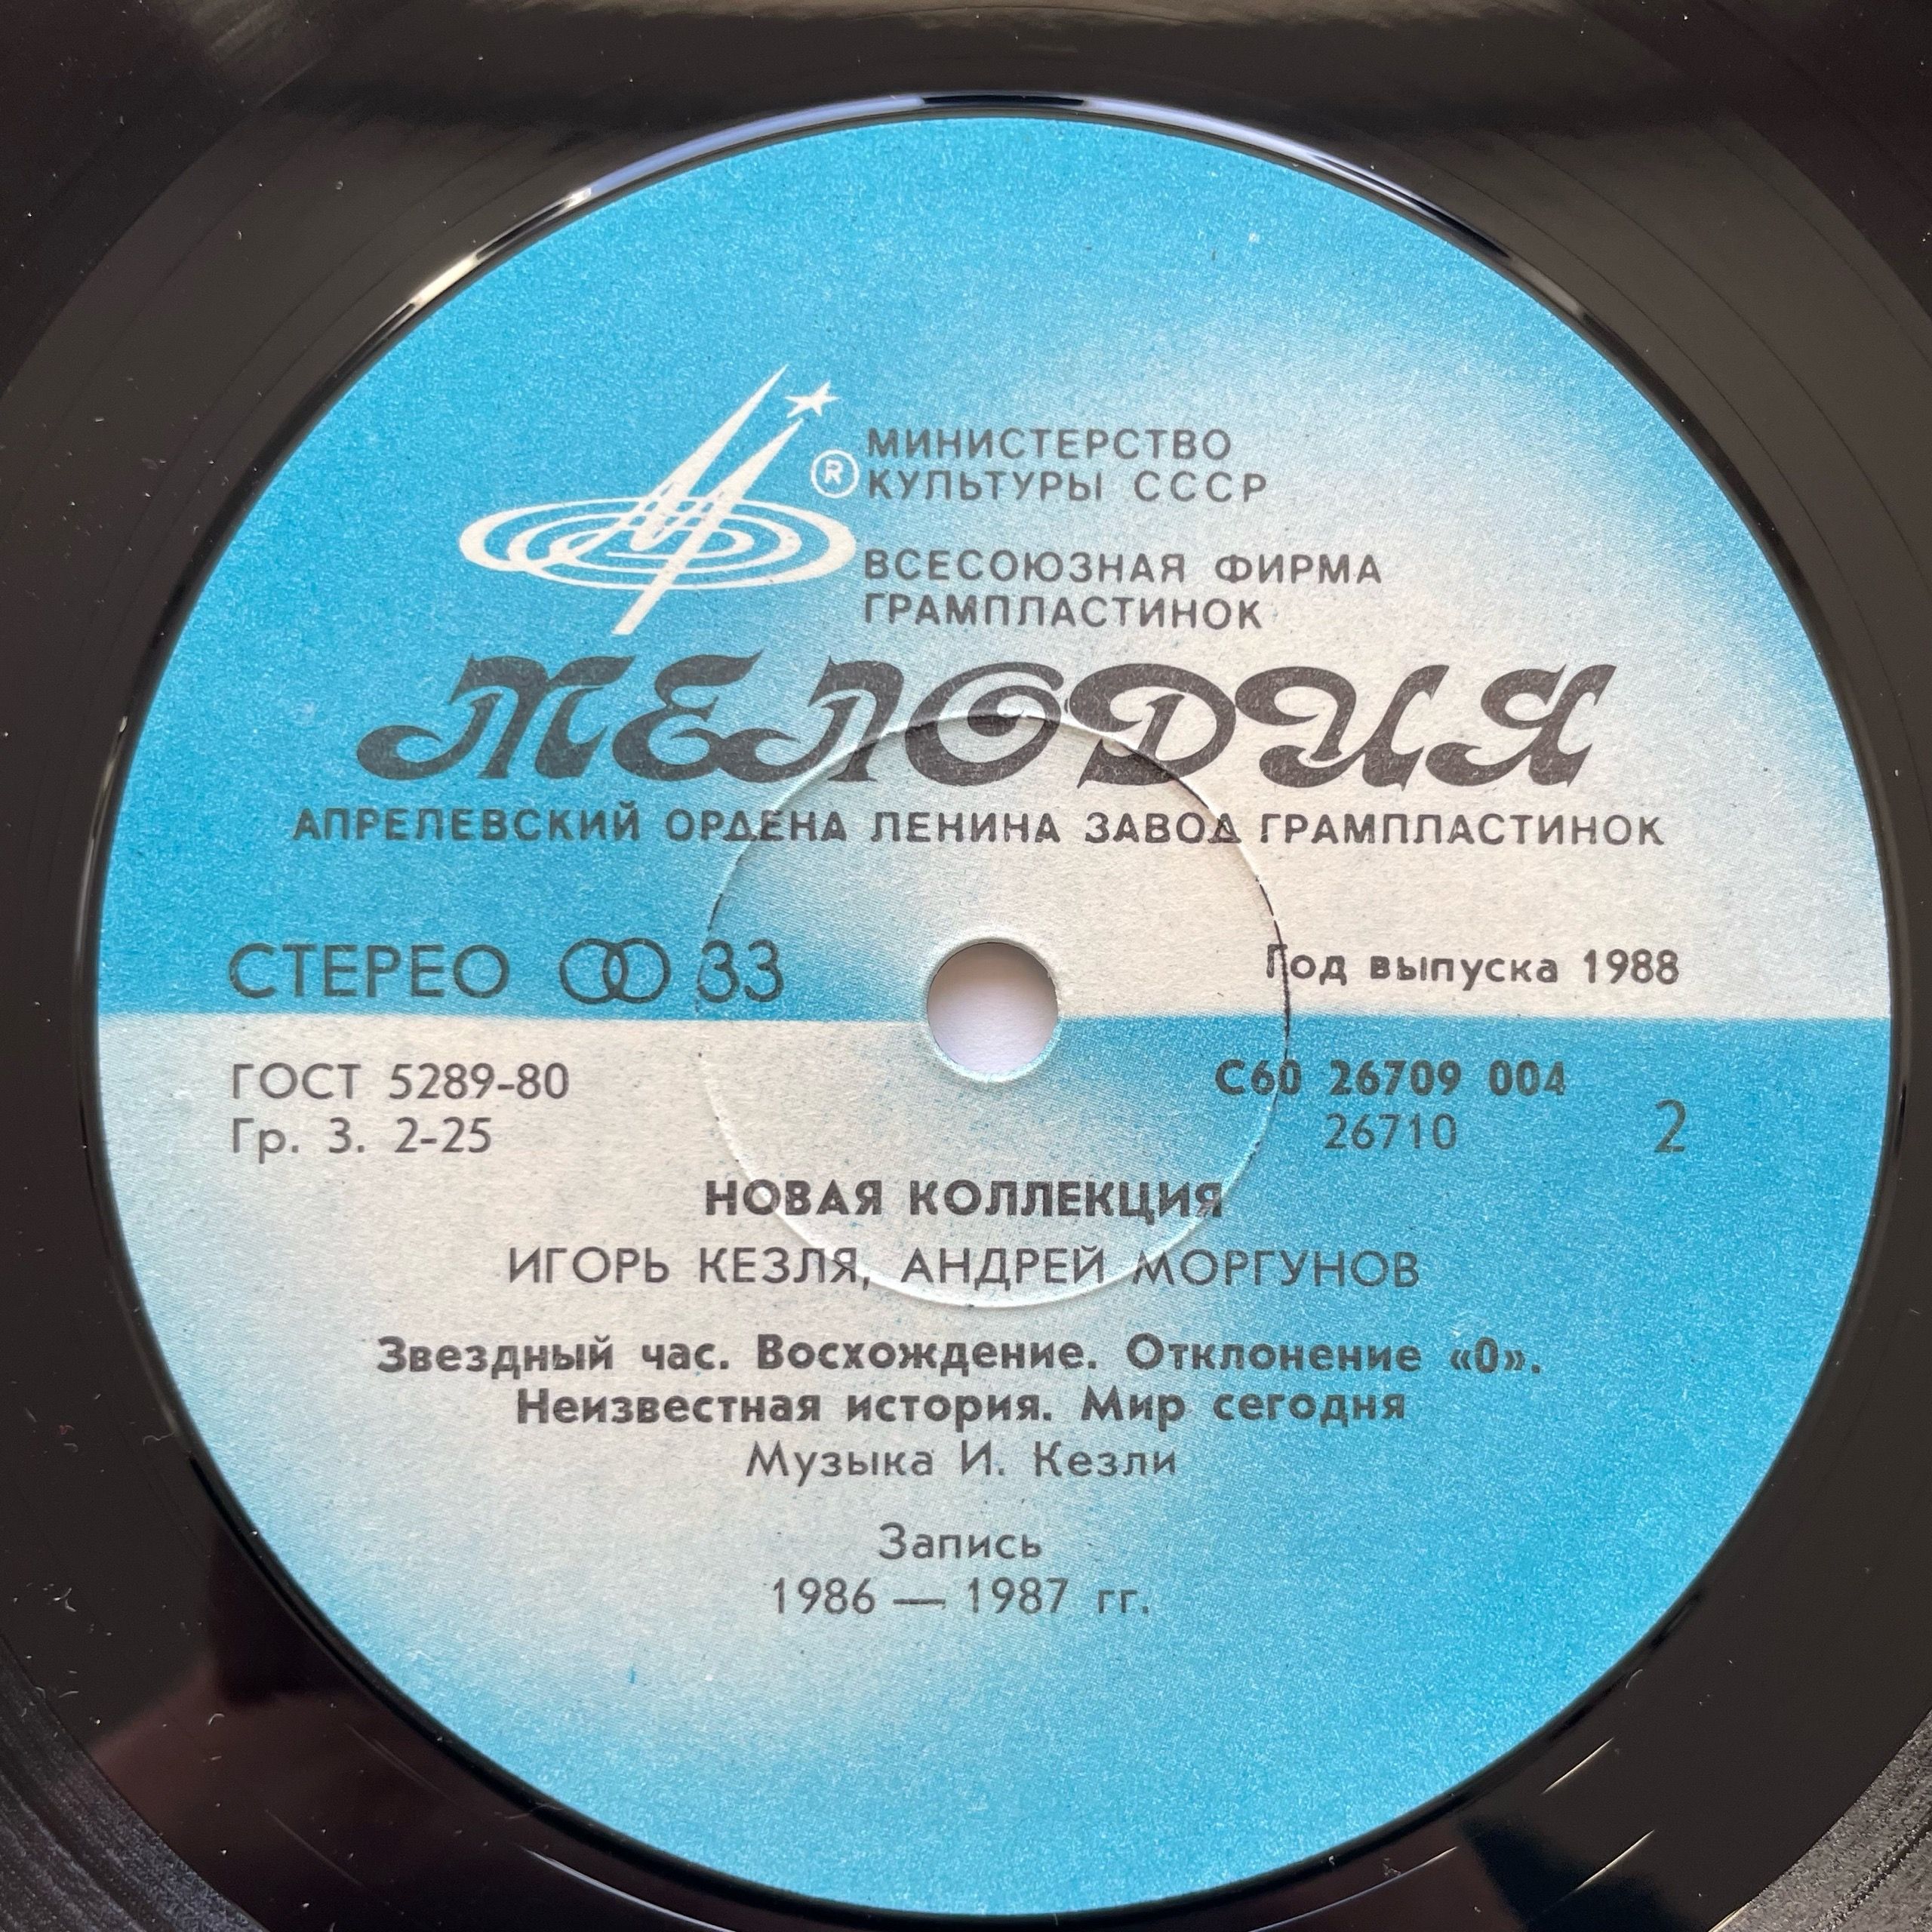 МИНИСТЕРСТВО
КУЛЬТУРЫ СССР
®
ВСЕСОЮЗНАЯ ФИРМА
ГРАМПЛАСТИНОК
МЕЛОДИЯ
АПРЕЛЕВСКИЙ ОРДЕНА ЛЕНИНА ЗАВОД ГРАМПЛАСТИНОК
СТЕРЕО 33
Год выпуска 1988
ГОСТ 5289-80
Гр. 3. 2-25
С60 26709 004
26710
2
НОВАЯ КОЛЛЕКЦИЯ
ИГОРЬ КЕЗЛЯ, АНДРЕЙ МОРГУНОВ
Звездный час. Восхождение. Отклонение «0».
Неизвестная история. Мир сегодня
Музыка И. Кезли
Запись
1986 — 1987 гг.